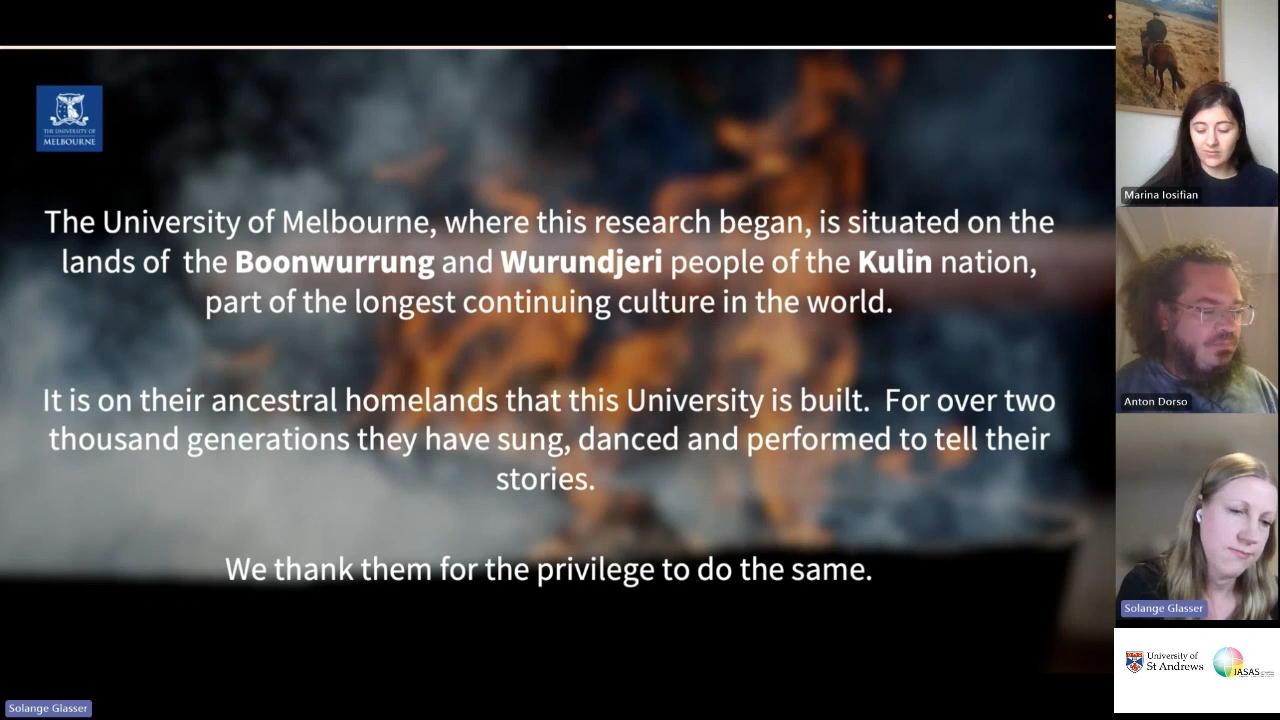 THE UNIVERSITY OF
MELBOURNE
The University of Melbourne, where this research began, is situated on the
lands of the Boonwurrung and Wurundjeri people of the Kulin nation,
part of the longest continuing culture in the world.
It is on their ancestral homelands that this University is built. For over two
thousand generations they have sung, danced and performed to tell their
stories.
We thank them for the privilege to do the same.
Solange Glasser
Marina Iosifian
Anton Dorso
Solange Glasser
University of
St Andrews
IASAS